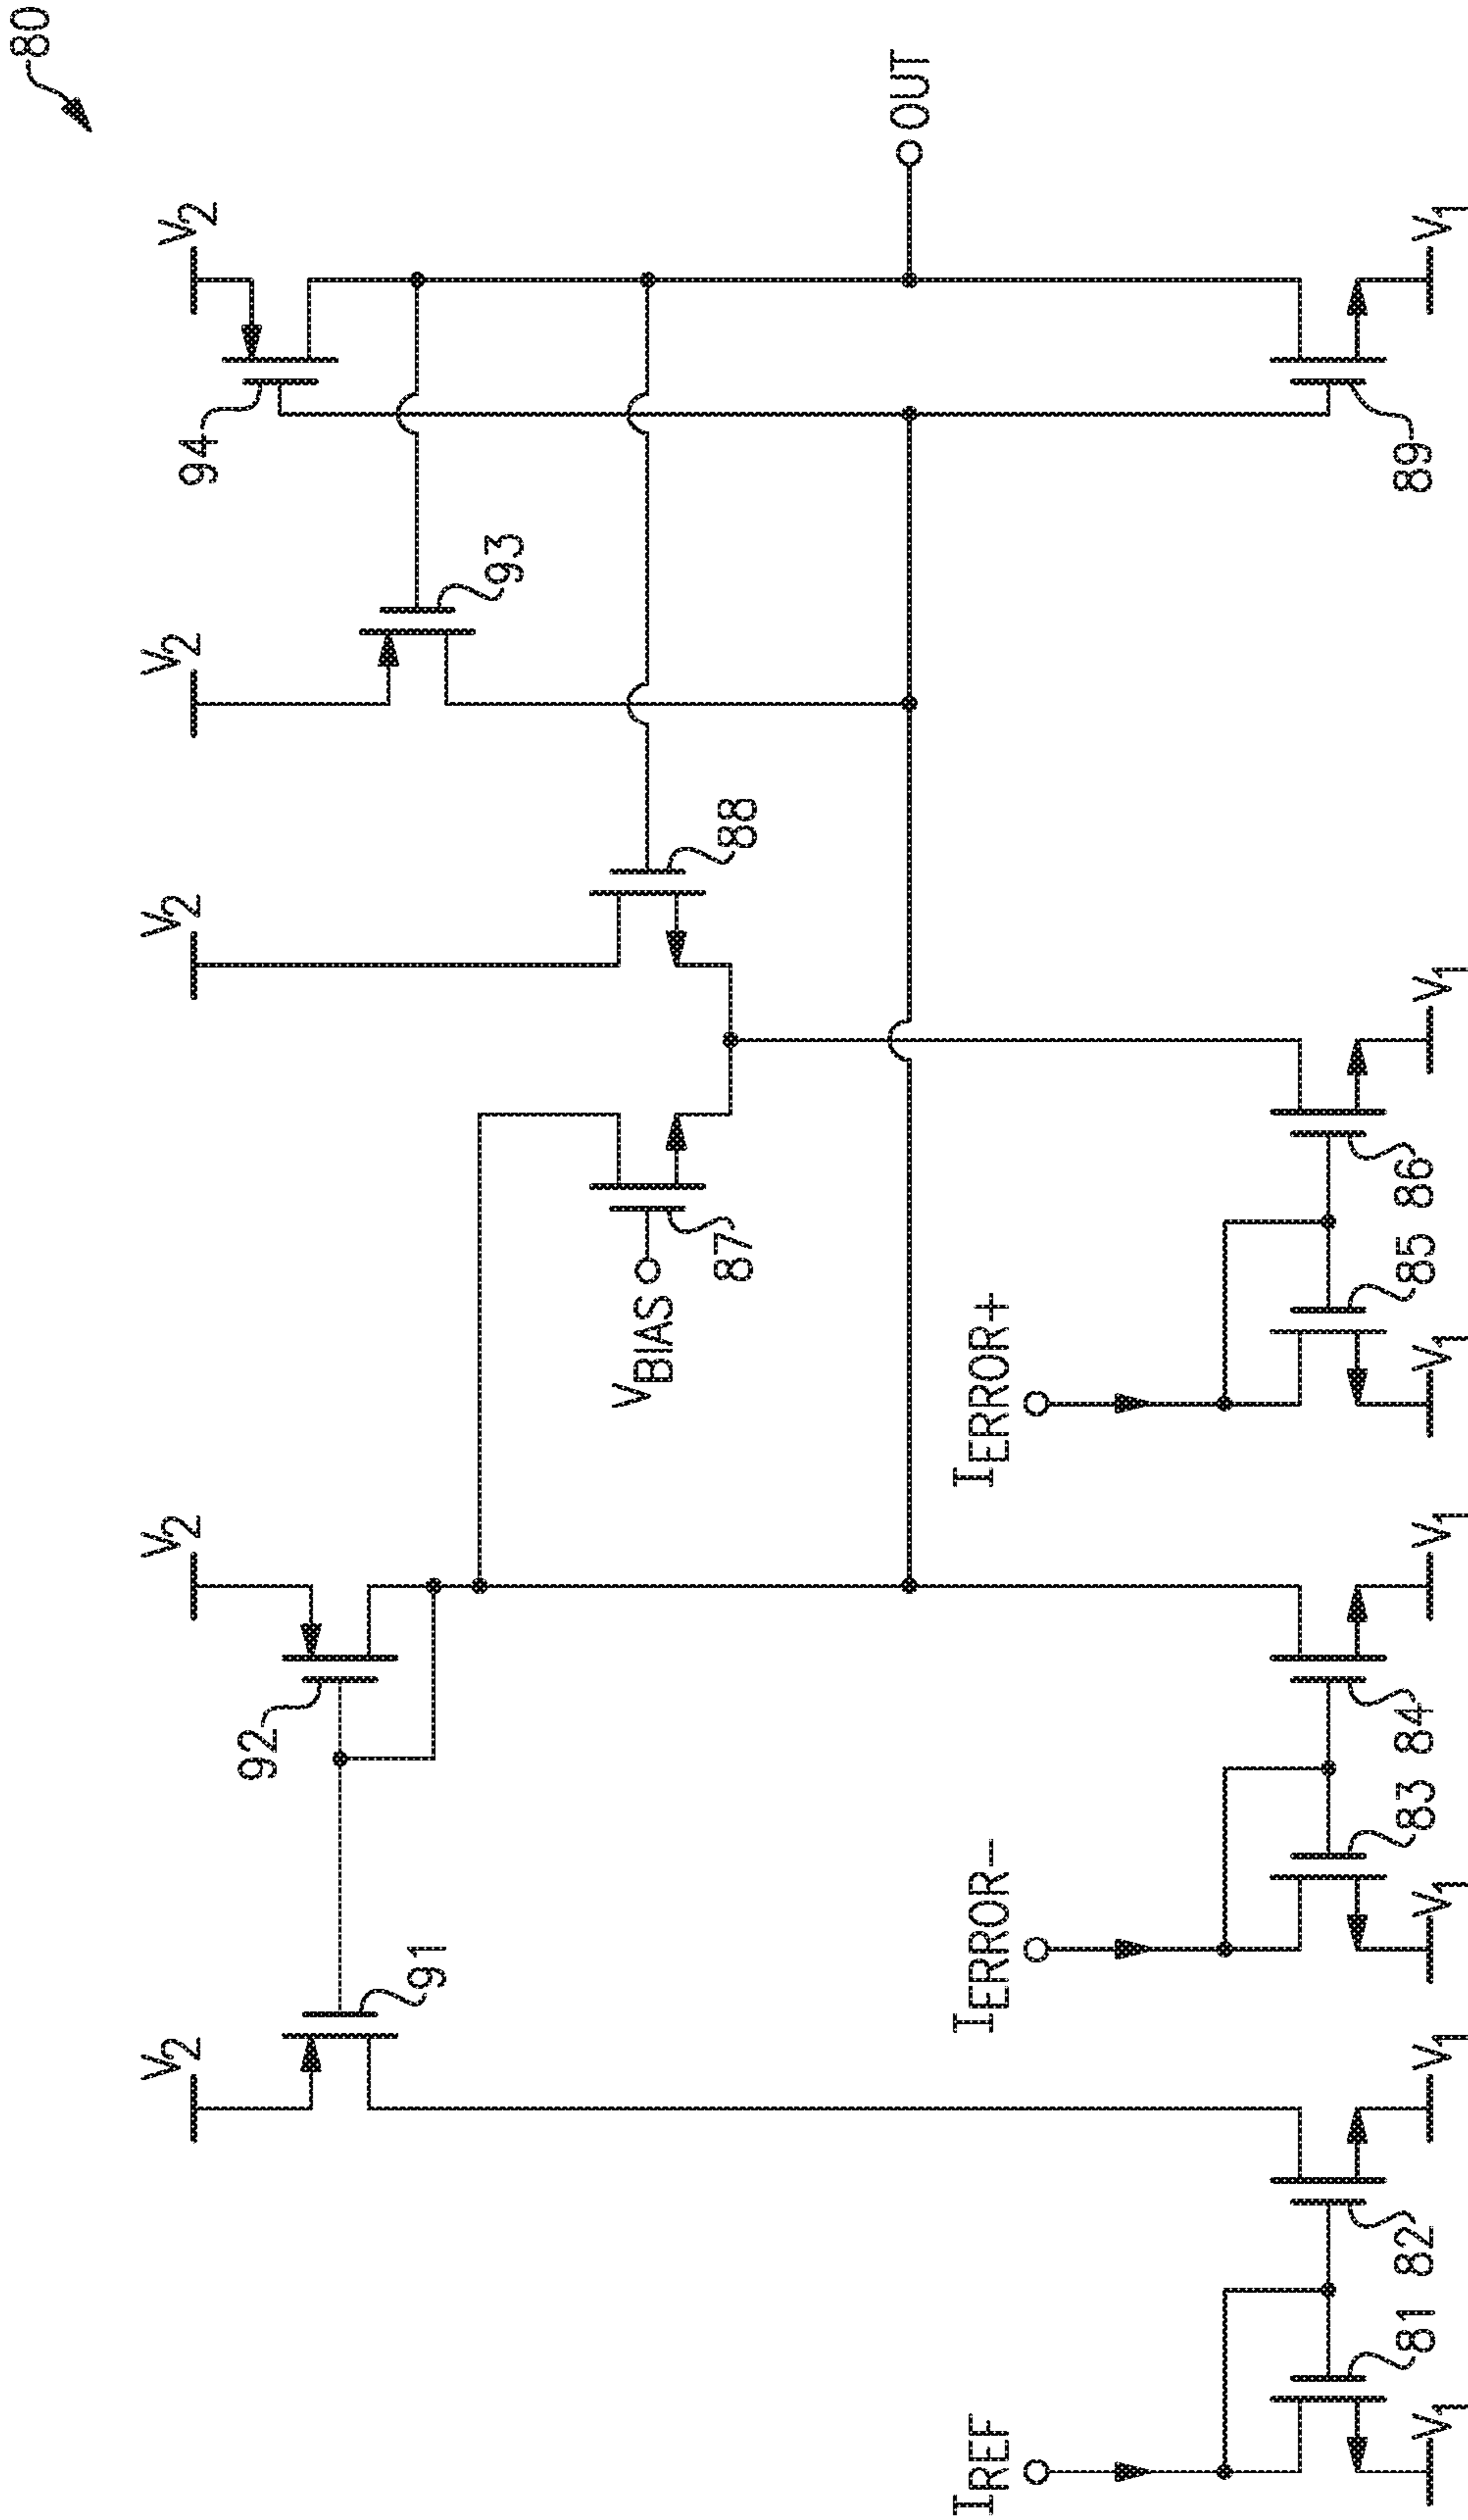 80
V2
V2
V2
V2
V2
94
93
88
92
91
OUT
VBIAS
87
89
IREF
IERROR-
IERROR+
81
82
83
84
85
86
V1
V1
V1
V1
V1
V1
V1